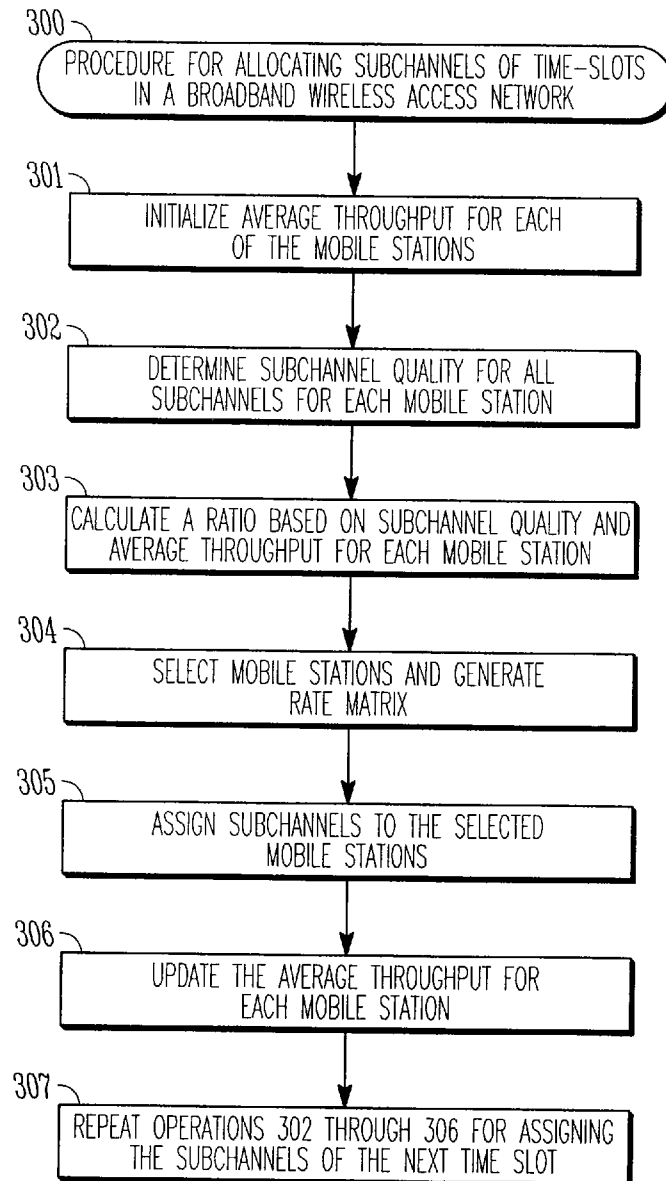 300
PROCEDURE FOR ALLOCATING SUBCHANNELS OF TIME-SLOTS
IN A BROADBAND WIRELESS ACCESS NETWORK
301
INITIALIZE AVERAGE THROUGHPUT FOR EACH
OF THE MOBILE STATIONS
302
DETERMINE SUBCHANNEL QUALITY FOR ALL
SUBCHANNELS FOR EACH MOBILE STATION
303
CALCULATE A RATIO BASED ON SUBCHANNEL QUALITY AND
AVERAGE THROUGHPUT FOR EACH MOBILE STATION
304
SELECT MOBILE STATIONS AND GENERATE
RATE MATRIX
305
ASSIGN SUBCHANNELS TO THE SELECTED
MOBILE STATIONS
306
UPDATE THE AVERAGE THROUGHPUT FOR
EACH MOBILE STATION
307
REPEAT OPERATIONS 302 THROUGH 306 FOR ASSIGNING
THE SUBCHANNELS OF THE NEXT TIME SLOT